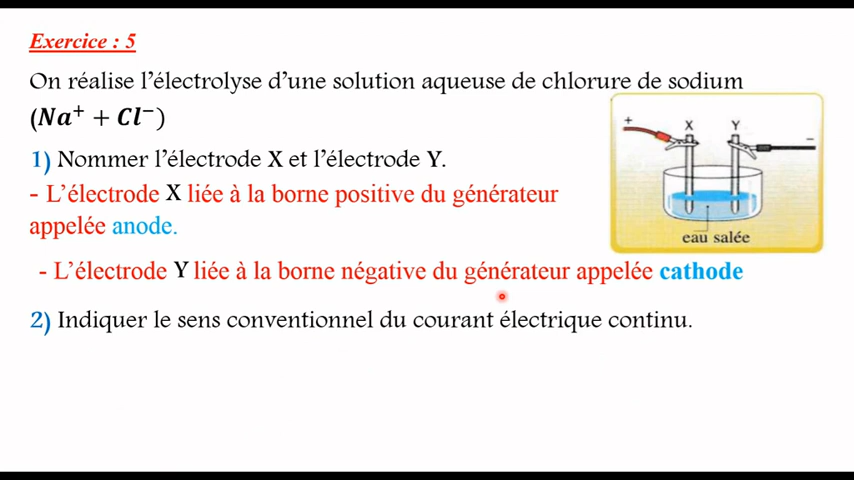 Exercice : 5
On réalise l'électrolyse d'une solution aqueuse de chlorure de sodium
(Na⁺ + Cl⁻)
1) Nommer l'électrode X et l'électrode Y.
- L'électrode X liée à la borne positive du générateur
appelée anode.
+ X Y -
eau salée
- L'électrode Y liée à la borne négative du générateur appelée cathode
2) Indiquer le sens conventionnel du courant électrique continu.